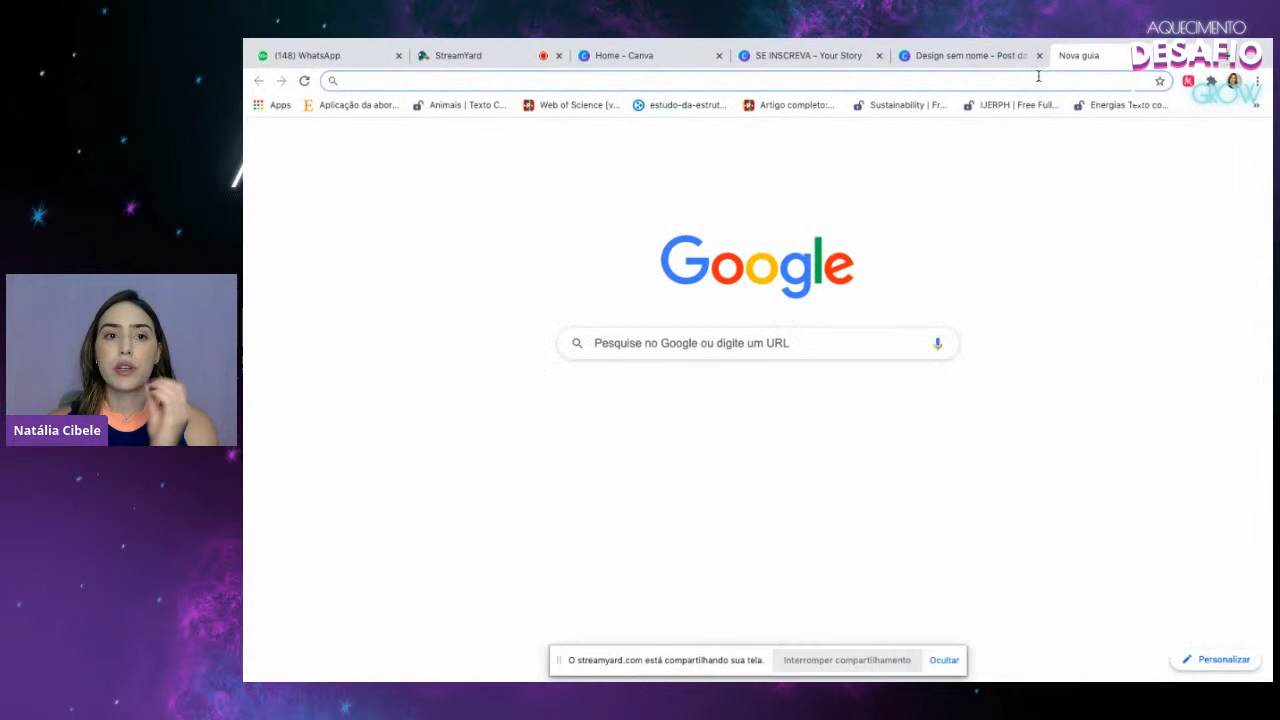 AQUECIMENTO
DESAFIO
GROW
(148) WhatsApp
StreamYard
Home - Canva
SE INSCREVA - Your Story
Design sem nome - Post de
Nova guia
Apps
Aplicação da abor...
Animais | Texto C...
Web of Science [v...
estudo-da-estrut...
Artigo completo:...
Sustainability | Fr...
IJERPH | Free Full...
Energias Texto co...
Google
Pesquise no Google ou digite um URL
Natália Cibele
O streamyard.com está compartilhando sua tela.
Interromper compartilhamento
Ocultar
Personalizar